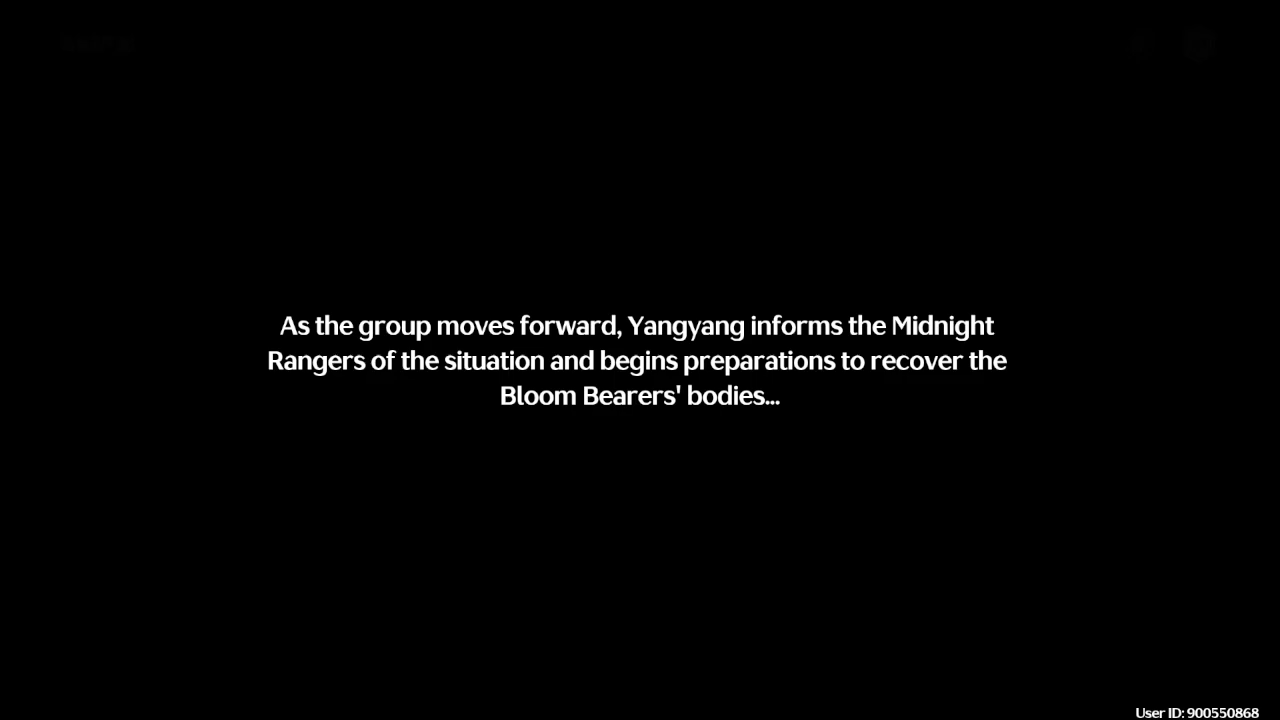 As the group moves forward, Yangyang informs the Midnight
Rangers of the situation and begins preparations to recover the
Bloom Bearers' bodies...
User ID: 900550868